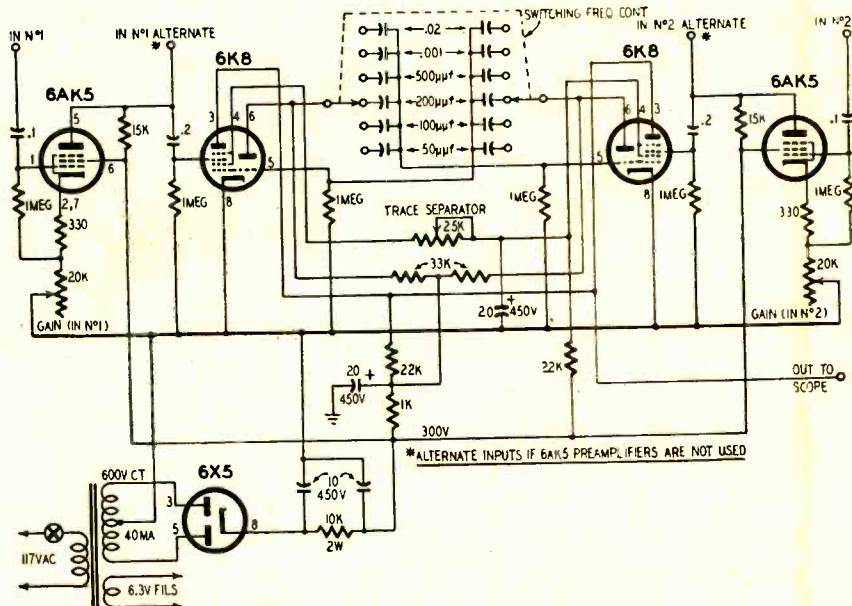 SWITCHING FREQ CONT
IN Nº1
IN Nº1 ALTERNATE
*
6K8
.02
.001
500µµf
200µµf
100µµf
50µµf
IN Nº2 ALTERNATE
*
IN Nº2
6AK5
5
.1
1
6
15K
.2
3 4 6
5
8
1MEG
2,7
330
20K
GAIN (IN Nº1)
1MEG
1MEG
TRACE SEPARATOR
25K
33K
20 + 450V
1MEG
6K8
6 4 3
5
8
.2
15K
6AK5
.1
1MEG
1MEG
330
20K
GAIN (IN Nº2)
22K
20 +
450V
1K
22K
OUT TO
SCOPE
300V
*ALTERNATE INPUTS IF 6AK5 PREAMPLIFIERS ARE NOT USED
600V CT
6X5
3
5
8
40MA
10
450V
10K
2W
117VAC
6.3V FILS